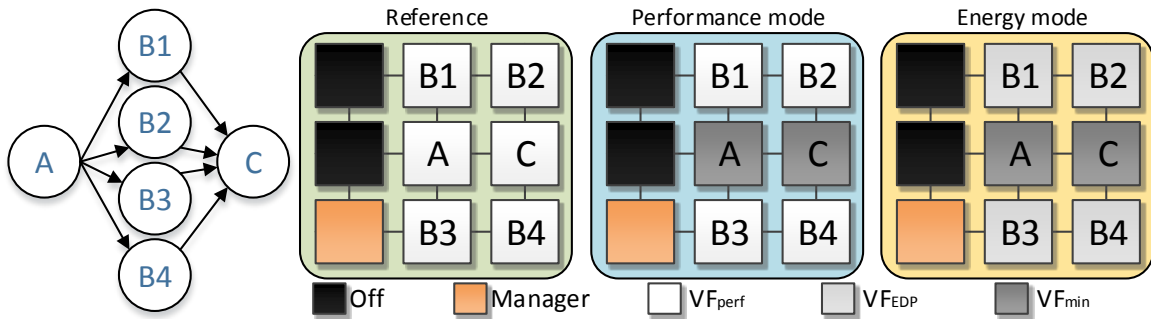 Reference Performance mode Energy mode
B1 B1 B2 B1 B2 B1 B2
B2
A C A C A C A C
B3
B4 B3 B4 B3 B4 B3 B4
Off Manager VFperf VFEDP VFmin